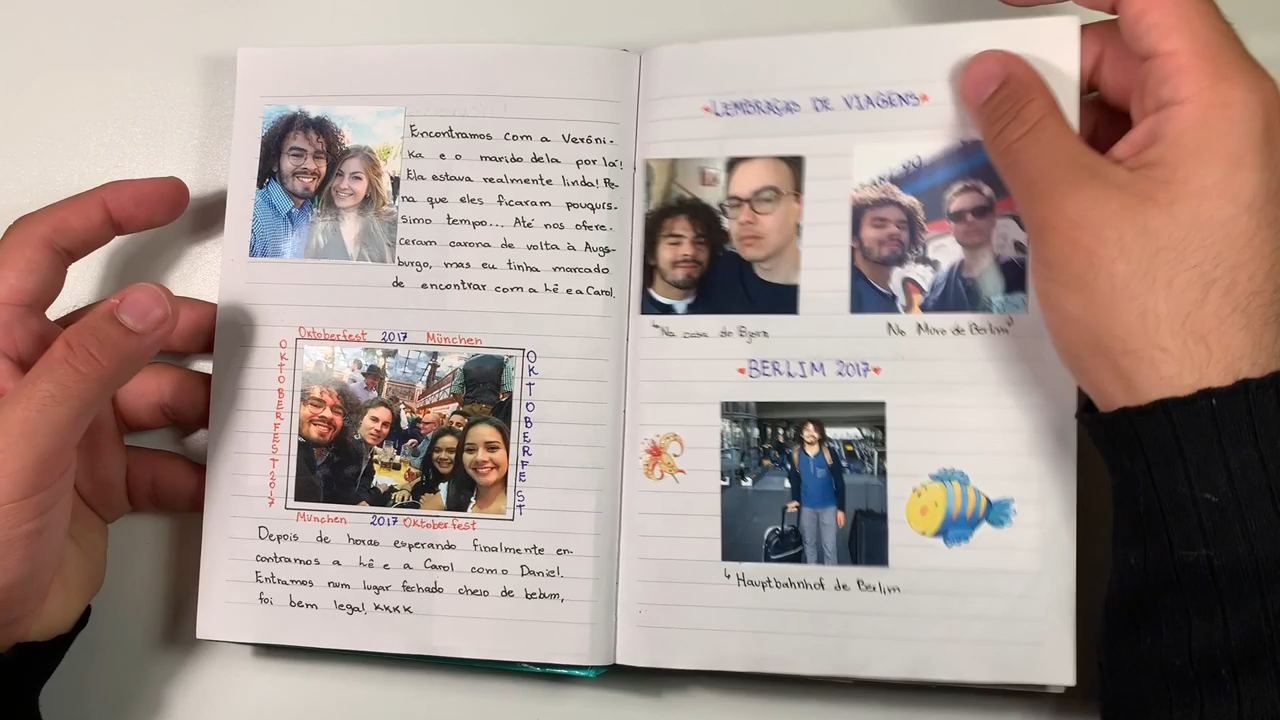 Encontramos com a Verôni-
ka e o marido dela por lá!
Ela estava realmente linda! Pe-
na que eles ficaram pouquís-
simo tempo... Até nos ofere-
ceram carona de volta à Augs-
burgo, mas eu tinha marcado
de encontrar com a Lê e a Carol.
Oktoberfest 2017 München
OKTOBERFEST 2017
OKTOBERFEST
München 2017 Oktoberfest
Depois de horas esperando finalmente en-
contramos a Lê e a Carol com o Daniel.
Entramos num lugar fechado cheio de bebum,
foi bem legal. KKKK
LEMBRAÇAS DE VIAGENS
Na casa do Bjorn
No Muro de Berlim
BERLIM 2017
Hauptbahnhof de Berlim